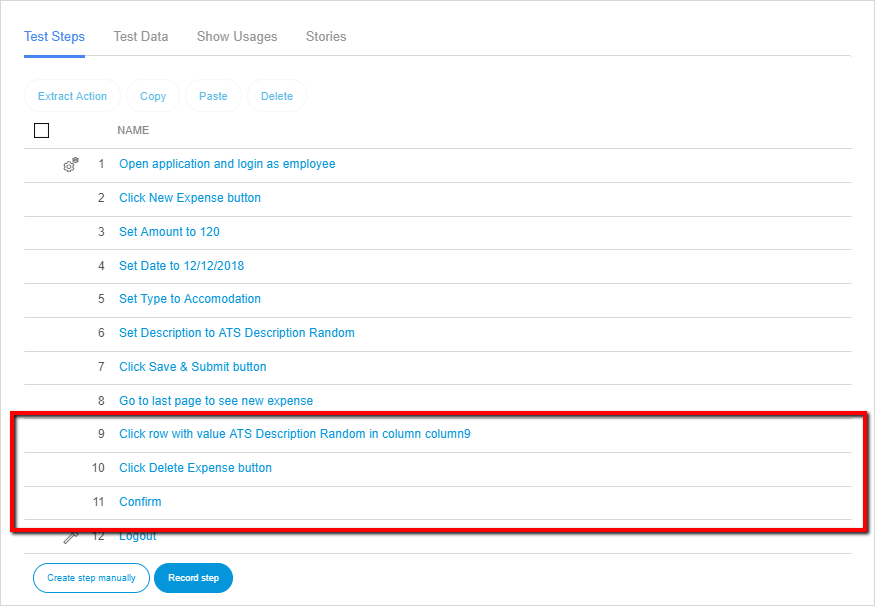 Test Steps Test Data Show Usages Stories
Extract Action Copy Paste Delete
NAME
1 Open application and login as employee
2 Click New Expense button
3 Set Amount to 120
4 Set Date to 12/12/2018
5 Set Type to Accomodation
6 Set Description to ATS Description Random
7 Click Save & Submit button
8 Go to last page to see new expense
9 Click row with value ATS Description Random in column column9
10 Click Delete Expense button
11 Confirm
12 Logout
Create step manually Record step